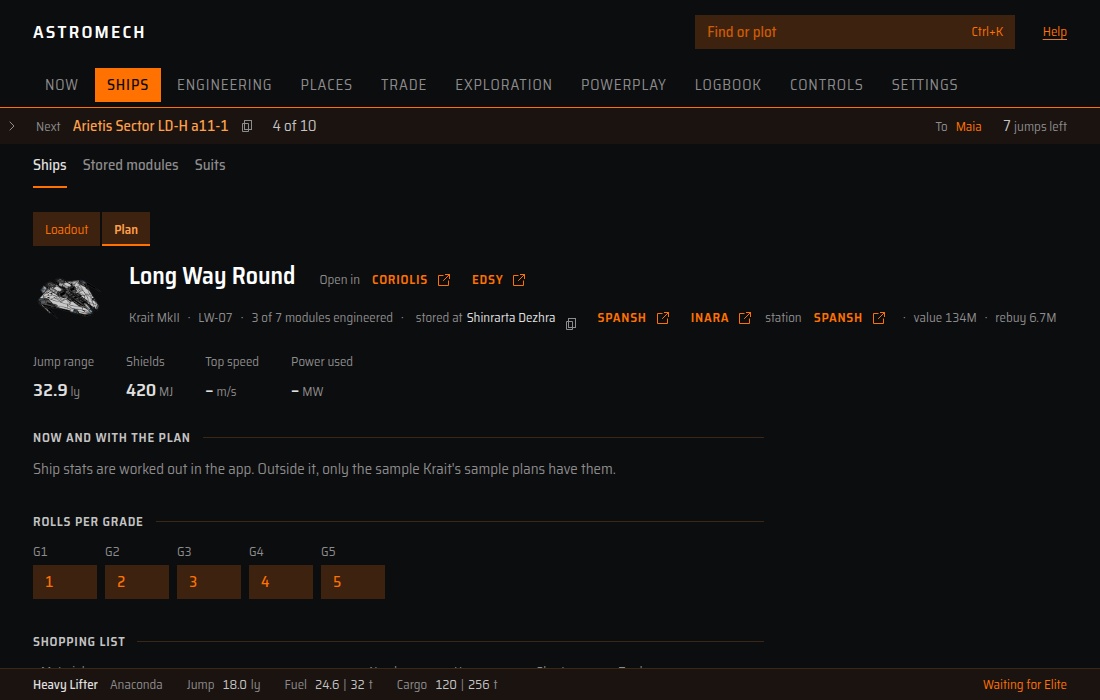 ASTROMECH
Find or plot Ctrl+K Help
NOW SHIPS ENGINEERING PLACES TRADE EXPLORATION POWERPLAY LOGBOOK CONTROLS SETTINGS
Next Arietis Sector LD-H a11-1 4 of 10 To Maia 7 jumps left
Ships Stored modules Suits
Loadout Plan
Long Way Round Open in CORIOLIS EDSY
Krait MkII · LW-07 · 3 of 7 modules engineered · stored at Shinrarta Dezhra SPANSH INARA station SPANSH · value 134M · rebuy 6.7M
Jump range Shields Top speed Power used
32.9 ly 420 MJ – m/s – MW
NOW AND WITH THE PLAN
Ship stats are worked out in the app. Outside it, only the sample Krait's sample plans have them.
ROLLS PER GRADE
G1 G2 G3 G4 G5
1 2 3 4 5
SHOPPING LIST
Heavy Lifter Anaconda Jump 18.0 ly Fuel 24.6 | 32 t Cargo 120 | 256 t Waiting for Elite